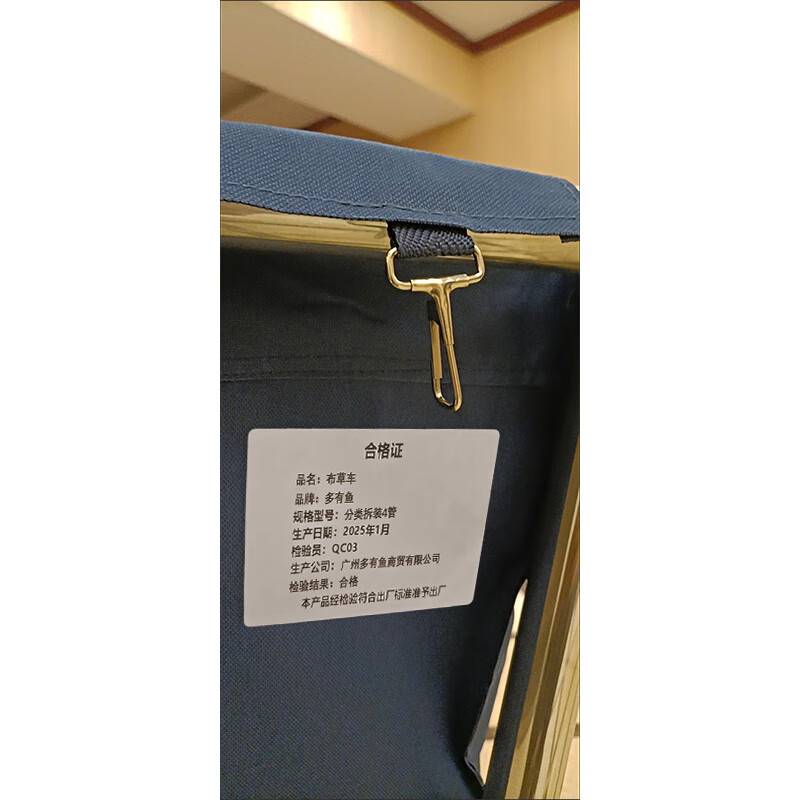 合格证
品名：布草车
品牌：多有鱼
规格型号：分类拆装4管
生产日期：2025年1月
检验员：QC03
生产公司：广州多有鱼商贸有限公司
检验结果：合格
本产品经检验符合出厂标准准予出厂